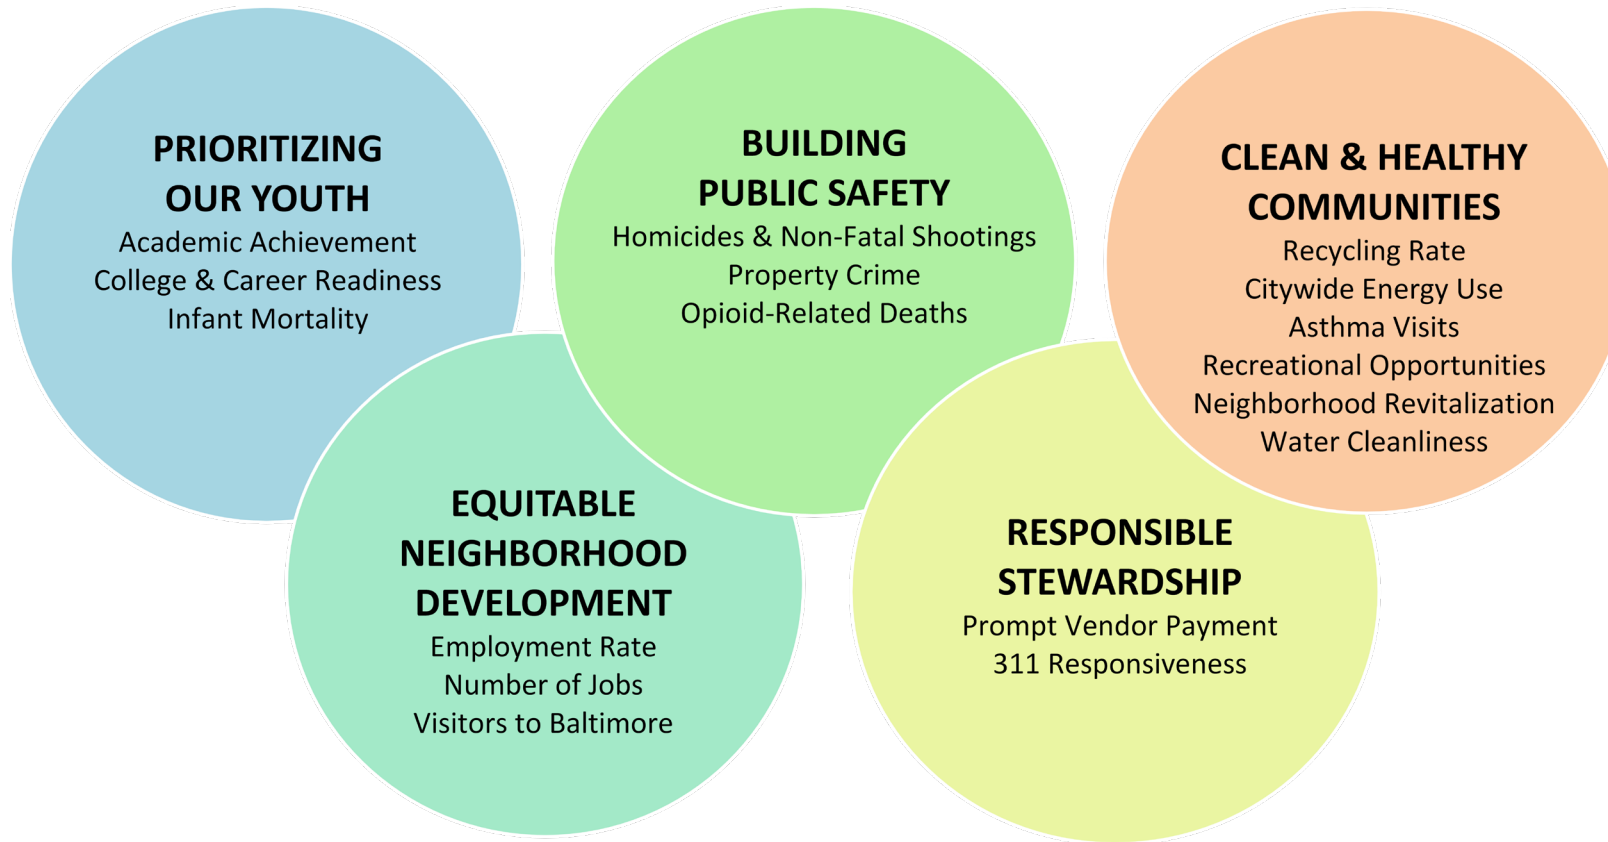 PRIORITIZING
OUR YOUTH
Academic Achievement
College & Career Readiness
Infant Mortality
BUILDING
PUBLIC SAFETY
Homicides & Non-Fatal Shootings
Property Crime
Opioid-Related Deaths
CLEAN & HEALTHY
COMMUNITIES
Recycling Rate
Citywide Energy Use
Asthma Visits
Recreational Opportunities
Neighborhood Revitalization
Water Cleanliness
EQUITABLE
NEIGHBORHOOD
DEVELOPMENT
Employment Rate
Number of Jobs
Visitors to Baltimore
RESPONSIBLE
STEWARDSHIP
Prompt Vendor Payment
311 Responsiveness